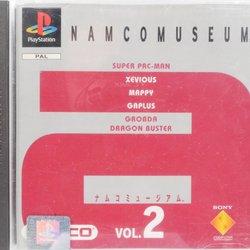 PlayStation
PAL
NAMCOMUSEUM
SUPER PAC-MAN
XEVIOUS
MAPPY
GAPLUS
GROBDA
DRAGON BUSTER
ナムコミュージアム
VOL.2
SONY